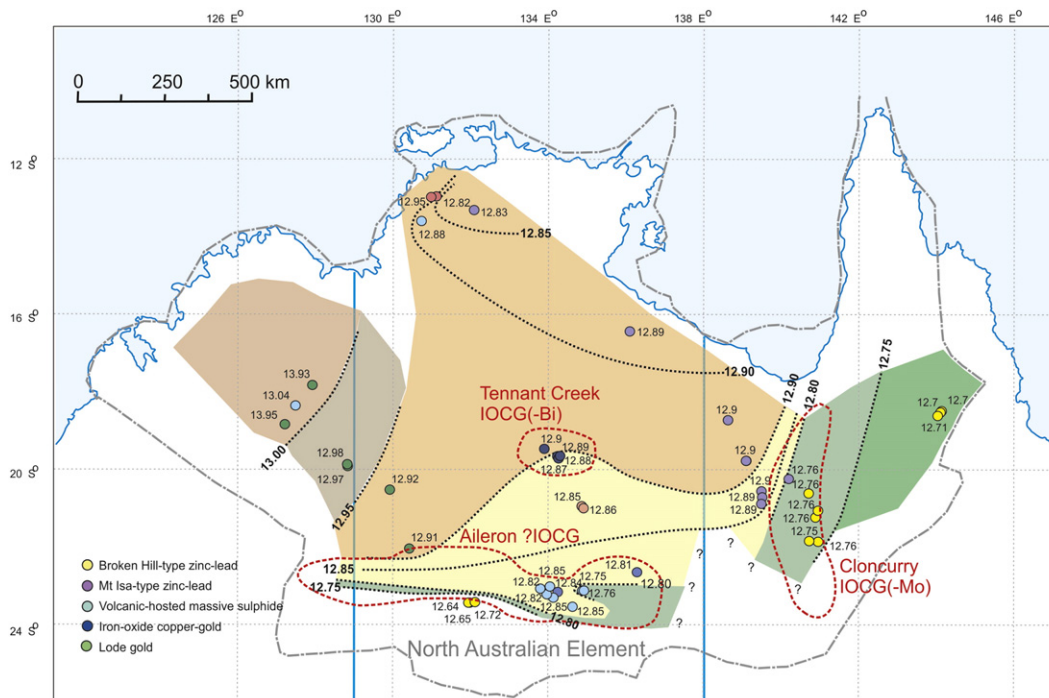 126 E°
130 E°
134 E°
138 E°
142 E°
146 E°
0 250 500 km
12 S°
12.95
12.82
12.83
12.88
12.85
16 S°
12.89
12.75
12.90
12.90
12.80
13.93
13.04
13.95
13.00
Tennant Creek
IOCG(-Bi)
12.9
12.7
12.7
12.71
12.9
12.89
12.88
12.87
12.98
12.97
20 S°
12.92
12.95
12.9
12.76
12.76
12.9
12.89
12.89
12.76
12.76
12.75
12.76
12.85
12.86
12.91
Aileron ?IOCG
Cloncurry
IOCG(-Mo)
?
?
?
?
?
?
12.85
12.75
12.85
12.82
12.84
12.75
12.81
12.80
12.76
12.82
12.85
12.85
12.80
12.64
12.65
12.72
24 S°
Broken Hill-type zinc-lead
Mt Isa-type zinc-lead
Volcanic-hosted massive sulphide
Iron-oxide copper-gold
Lode gold
North Australian Element